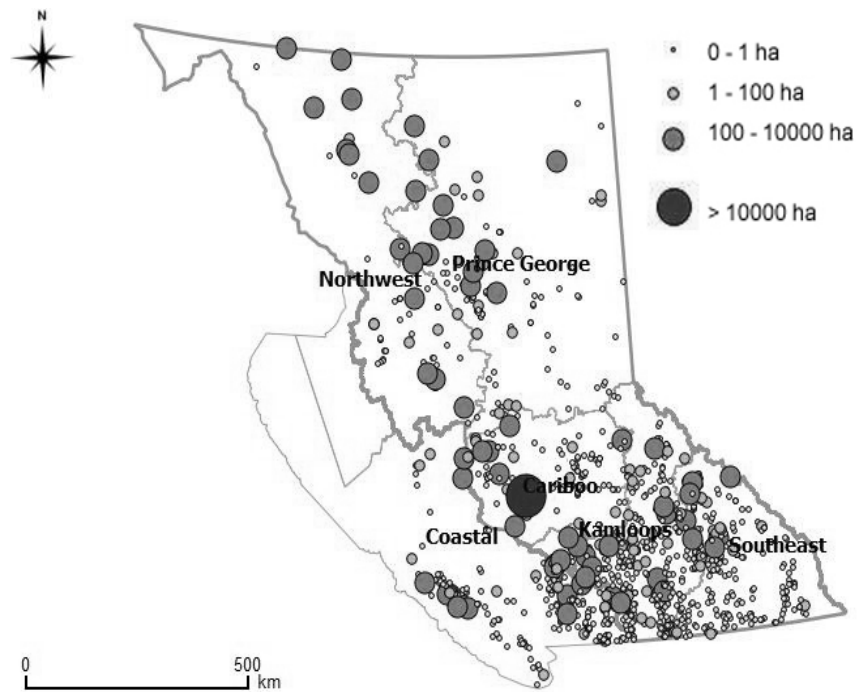 N
0 - 1 ha
1 - 100 ha
100 - 10000 ha
> 10000 ha
Prince George
Northwest
Cariboo
Coastal
Kamloops
Southeast
0 500
km